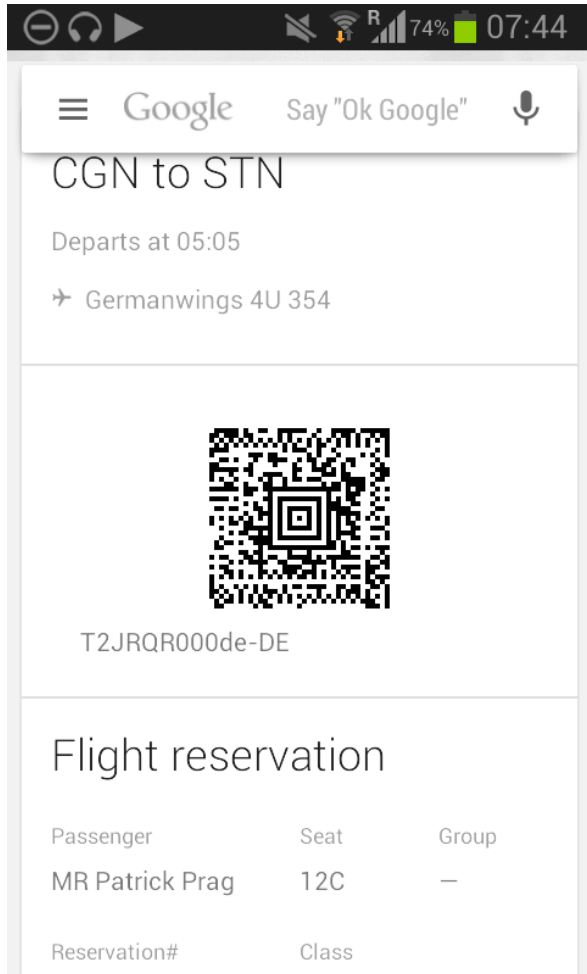 R 74% 07:44
Google Say "Ok Google"
CGN to STN
Departs at 05:05
Germanwings 4U 354
T2JRQR000de-DE
Flight reservation
Passenger Seat Group
MR Patrick Prag 12C —
Reservation# Class